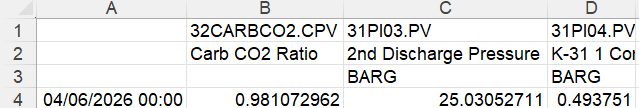 A B C D
1 32CARBCO2.CPV 31PI03.PV 31PI04.PV
2 Carb CO2 Ratio 2nd Discharge Pressure K-31 1 Co
3 BARG BARG
4 04/06/2026 00:00 0.981072962 25.03052711 0.493751